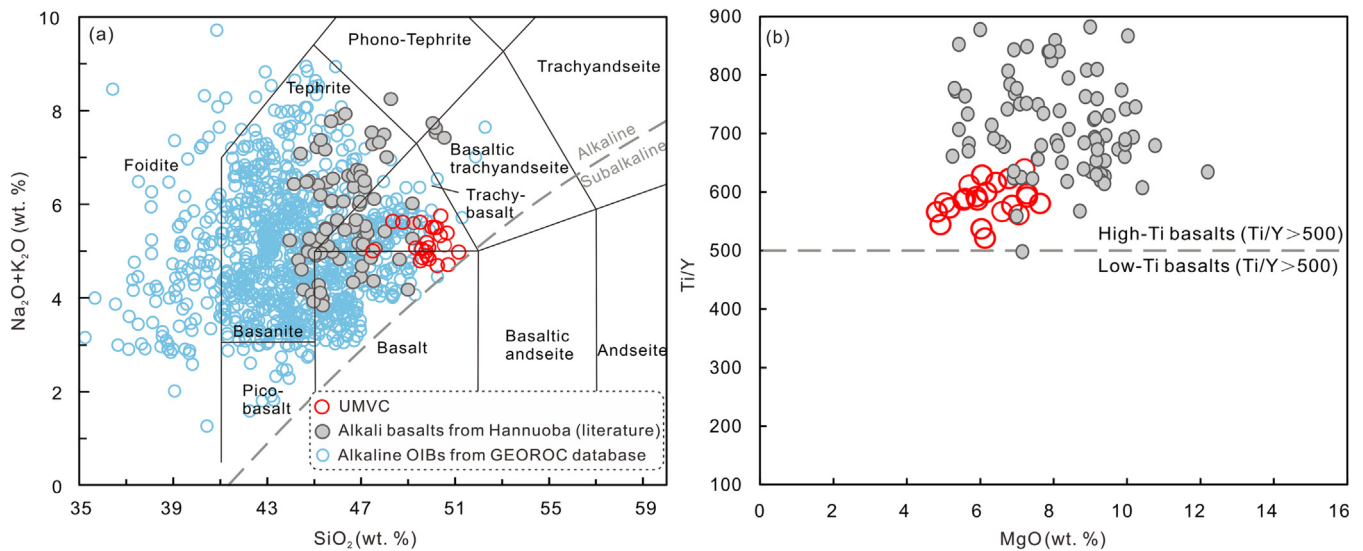 (a)
Phono-Tephrite
Trachyandseite
Tephrite
Foidite
Basaltic
trachyandseite
Alkaline
Subalkaline
Trachy-
basalt
Basanite
Basalt
Basaltic
andseite
Andseite
Pico-
basalt
UMVC
Alkali basalts from Hannuoba (literature)
Alkaline OIBs from GEOROC database
Na2O+K2O (wt. %)
10
8
6
4
2
0
35
39
43
47
51
55
59
SiO2 (wt. %)
(b)
High-Ti basalts (Ti/Y>500)
Low-Ti basalts (Ti/Y>500)
Ti/Y
900
800
700
600
500
400
300
200
100
0
2
4
6
8
10
12
14
16
MgO (wt. %)